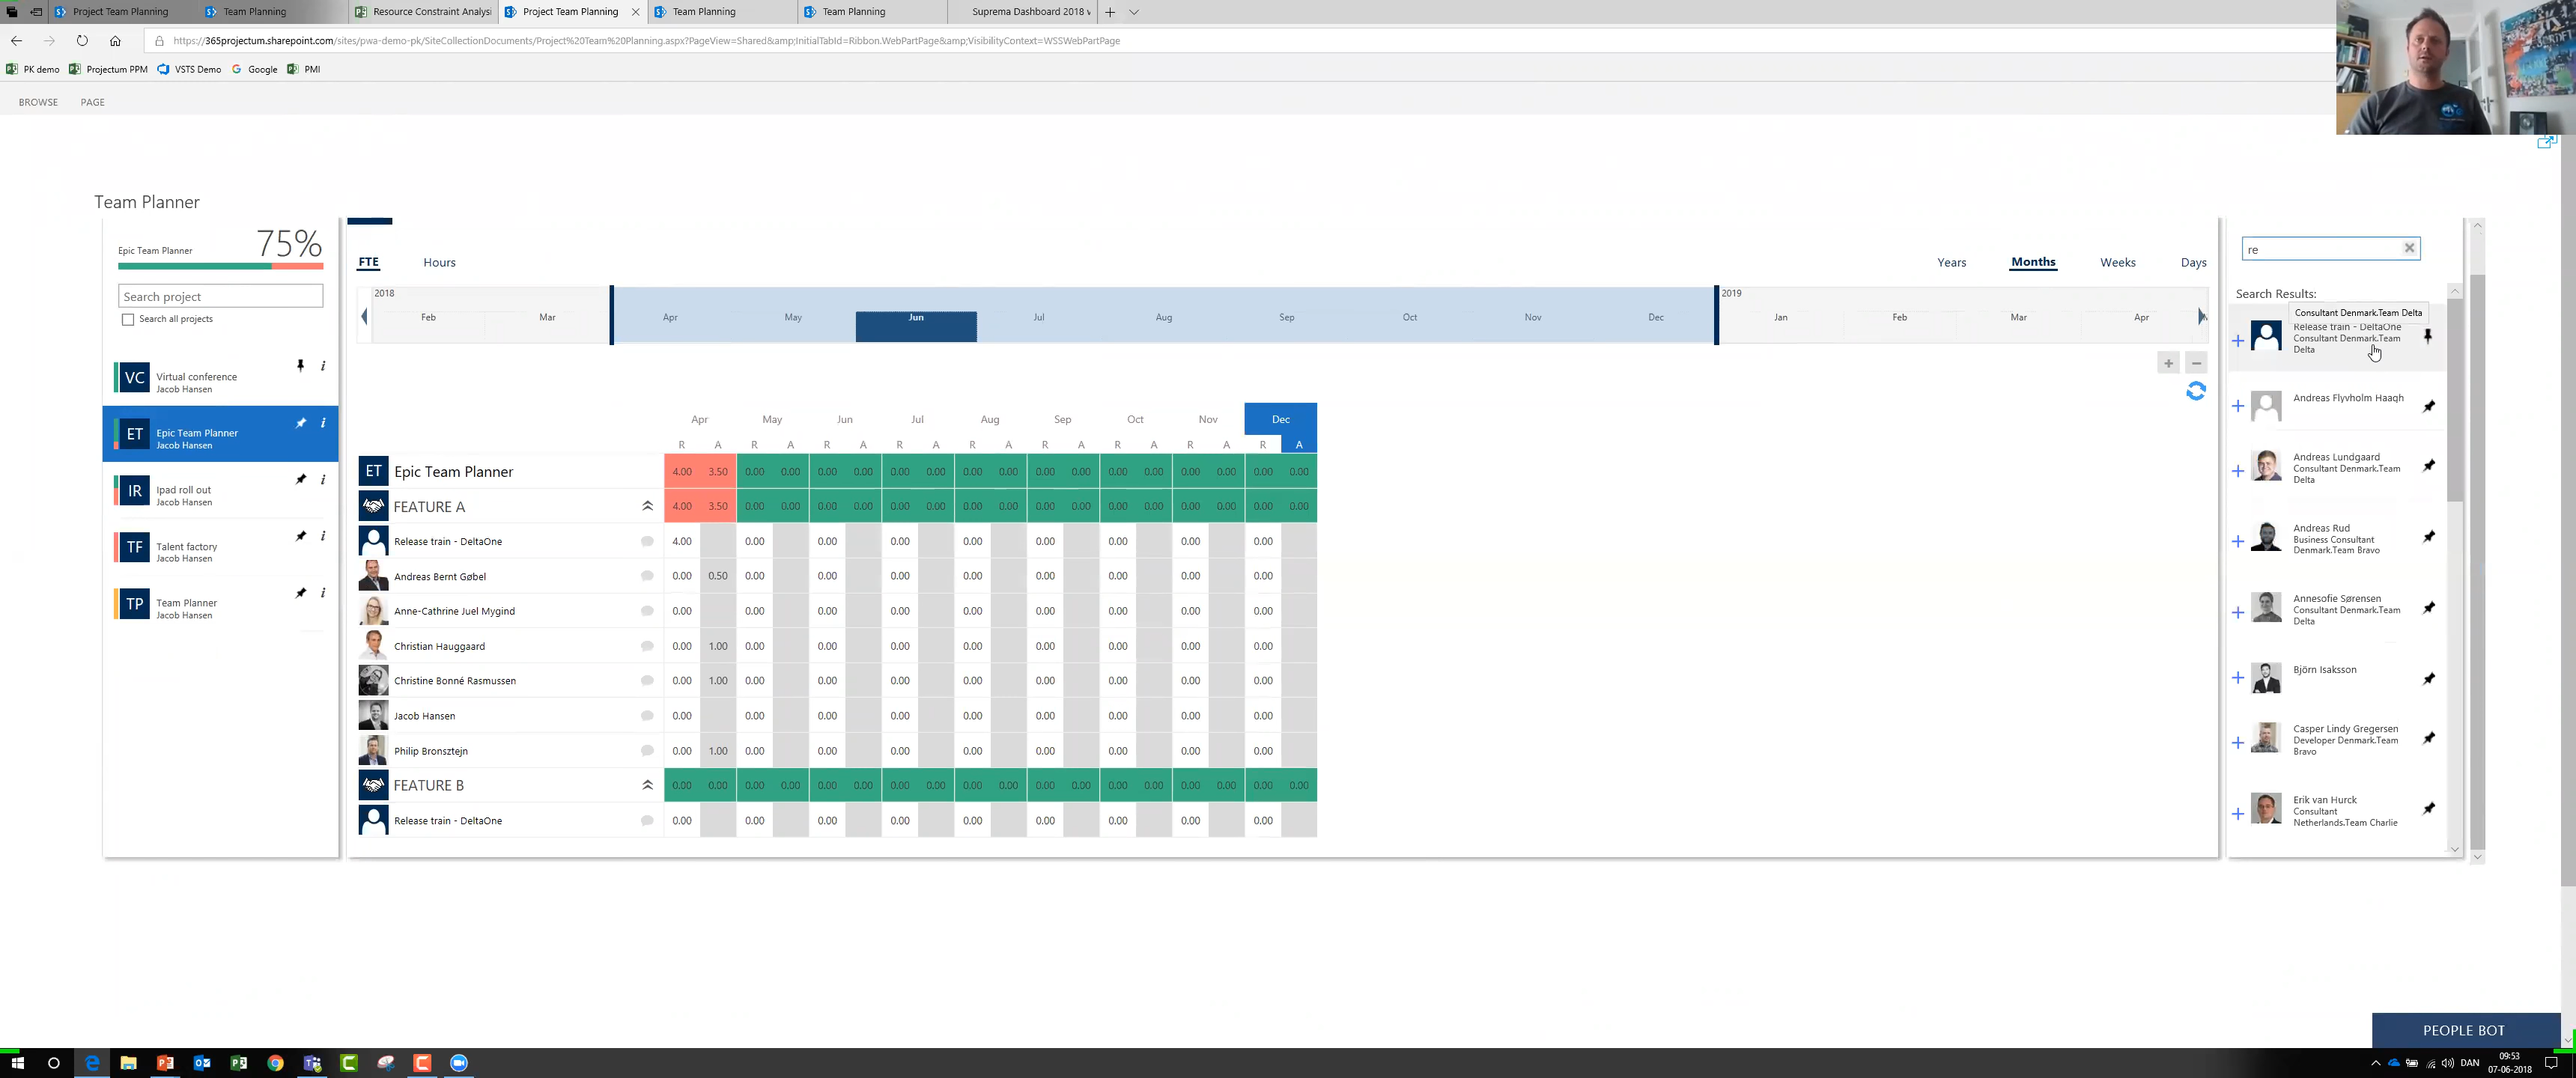 Project Team Planning
Team Planning
Resource Constraint Analysi
Project Team Planning
Team Planning
Team Planning
Suprema Dashboard 2018 v
https://365projectum.sharepoint.com/sites/pwa-demo-pk/SiteCollectionDocuments/Project%20Team%20Planning.aspx?PageView=Shared&amp;InitialTabId=Ribbon.WebPartPage&amp;VisibilityContext=WSSWebPartPage
PK demo Projectum PPM VSTS Demo Google PMI
BROWSE PAGE
Team Planner
Epic Team Planner 75%
Search project
Search all projects
VC Virtual conference
Jacob Hansen
ET Epic Team Planner
Jacob Hansen
IR Ipad roll out
Jacob Hansen
TF Talent factory
Jacob Hansen
TP Team Planner
Jacob Hansen
FTE Hours Years Months Weeks Days
2018 2019
Feb Mar Apr May Jun Jul Aug Sep Oct Nov Dec Jan Feb Mar Apr
Apr May Jun Jul Aug Sep Oct Nov Dec
R A R A R A R A R A R A R A R A R A
ET Epic Team Planner 4.00 3.50 0.00 0.00 0.00 0.00 0.00 0.00 0.00 0.00 0.00 0.00 0.00 0.00 0.00 0.00 0.00 0.00
FEATURE A 4.00 3.50 0.00 0.00 0.00 0.00 0.00 0.00 0.00 0.00 0.00 0.00 0.00 0.00 0.00 0.00 0.00 0.00
Release train - DeltaOne 4.00 0.00 0.00 0.00 0.00 0.00 0.00 0.00 0.00
Andreas Bernt Gøbel 0.00 0.50 0.00 0.00 0.00 0.00 0.00 0.00 0.00 0.00
Anne-Cathrine Juel Mygind 0.00 0.00 0.00 0.00 0.00 0.00 0.00 0.00 0.00
Christian Hauggaard 0.00 1.00 0.00 0.00 0.00 0.00 0.00 0.00 0.00 0.00
Christine Bonné Rasmussen 0.00 1.00 0.00 0.00 0.00 0.00 0.00 0.00 0.00 0.00
Jacob Hansen 0.00 0.00 0.00 0.00 0.00 0.00 0.00 0.00 0.00
Philip Bronsztejn 0.00 1.00 0.00 0.00 0.00 0.00 0.00 0.00 0.00 0.00
FEATURE B 0.00 0.00 0.00 0.00 0.00 0.00 0.00 0.00 0.00 0.00 0.00 0.00 0.00 0.00 0.00 0.00 0.00 0.00
Release train - DeltaOne 0.00 0.00 0.00 0.00 0.00 0.00 0.00 0.00 0.00
re
Search Results:
Consultant Denmark.Team Delta
Release train - DeltaOne
Consultant Denmark.Team
Delta
Andreas Flyvholm Haagh
Andreas Lundgaard
Consultant Denmark.Team
Delta
Andreas Rud
Business Consultant
Denmark.Team Bravo
Annesofie Sørensen
Consultant Denmark.Team
Delta
Björn Isaksson
Casper Lindy Gregersen
Developer Denmark.Team
Bravo
Erik van Hurck
Consultant
Netherlands.Team Charlie
PEOPLE BOT
DAN
09:53
07-06-2018